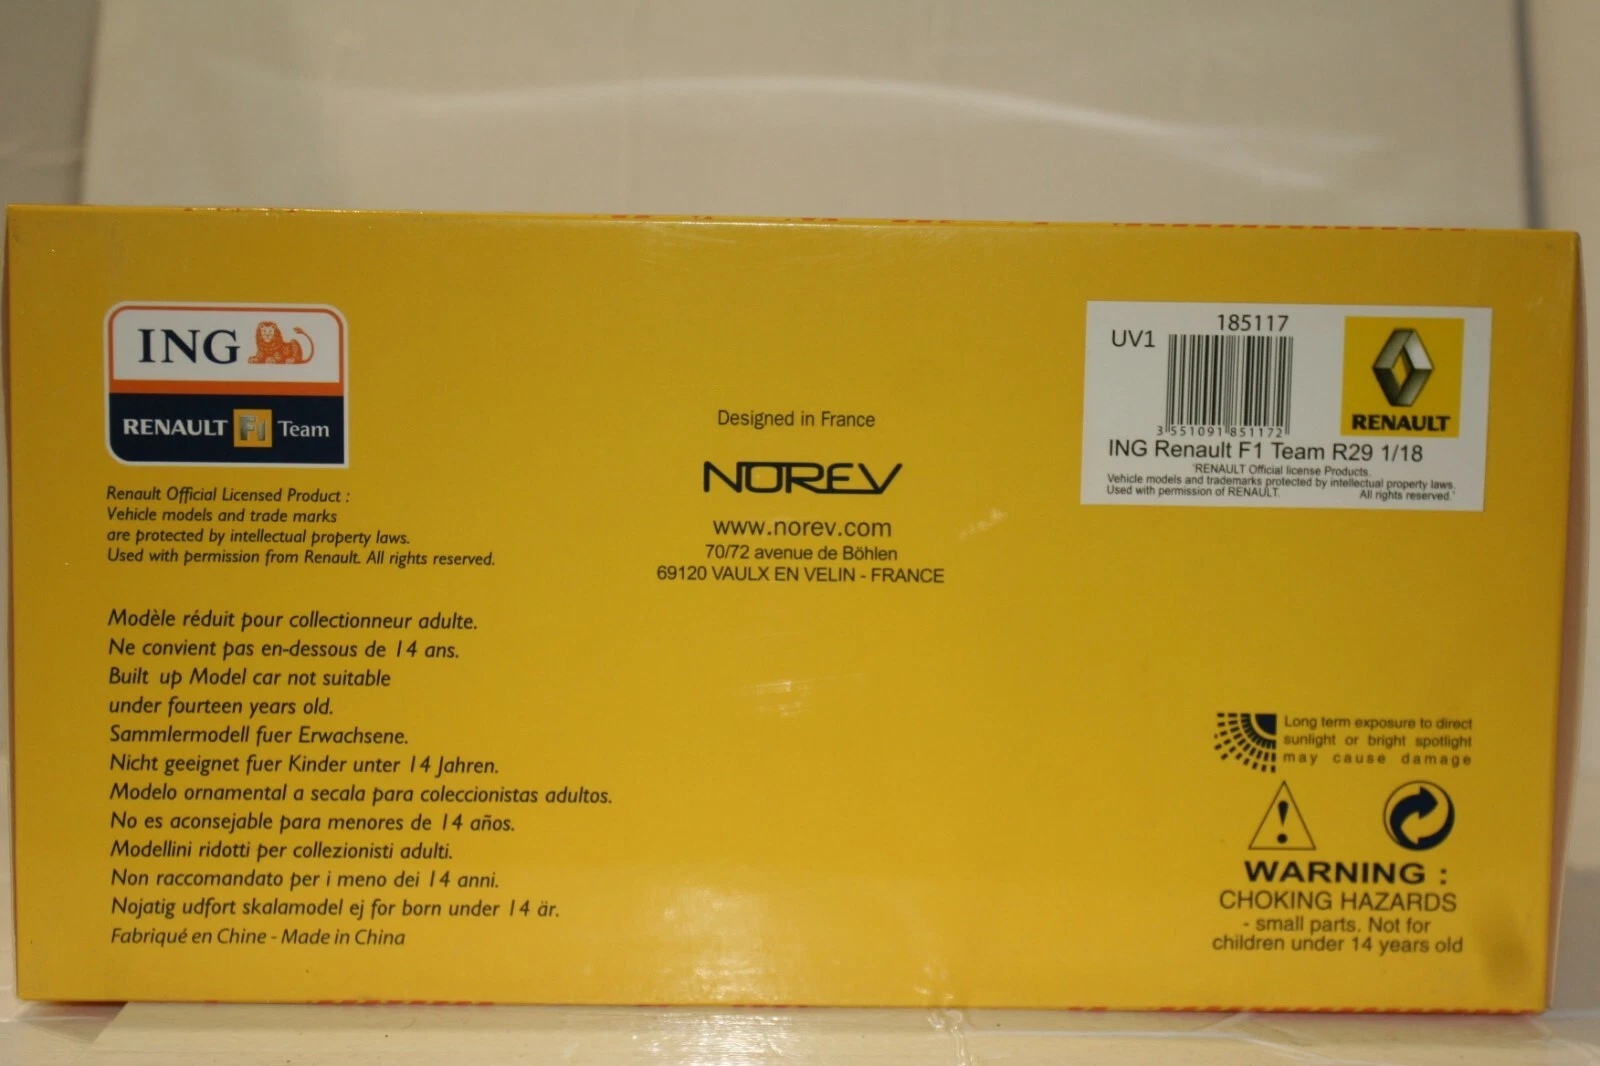 ING
RENAULT F1 Team
Renault Official Licensed Product :
Vehicle models and trade marks
are protected by intellectual property laws.
Used with permission from Renault. All rights reserved.
Modèle réduit pour collectionneur adulte.
Ne convient pas en-dessous de 14 ans.
Built up Model car not suitable
under fourteen years old.
Sammlermodell fuer Erwachsene.
Nicht geeignet fuer Kinder unter 14 Jahren.
Modelo ornamental a secala para coleccionistas adultos.
No es aconsejable para menores de 14 años.
Modellini ridotti per collezionisti adulti.
Non raccomandato per i meno dei 14 anni.
Nojatig udfort skalamodel ej for born under 14 är.
Fabriqué en Chine - Made in China
Designed in France
NOREV
www.norev.com
70/72 avenue de Böhlen
69120 VAULX EN VELIN - FRANCE
185117
UV1
3 551091 851172
RENAULT
ING Renault F1 Team R29 1/18
"RENAULT Official license Products.
Vehicle models and trademarks protected by intellectual property laws.
Used with permission of RENAULT. All rights reserved."
Long term exposure to direct
sunlight or bright spotlight
may cause damage
WARNING :
CHOKING HAZARDS
- small parts. Not for
children under 14 years old